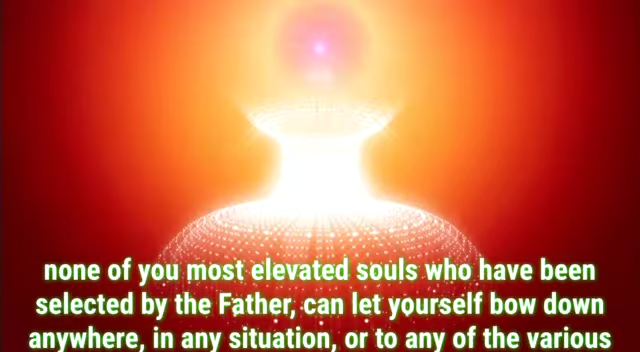 none of you most elevated souls who have been
selected by the Father, can let yourself bow down
anywhere, in any situation, or to any of the various